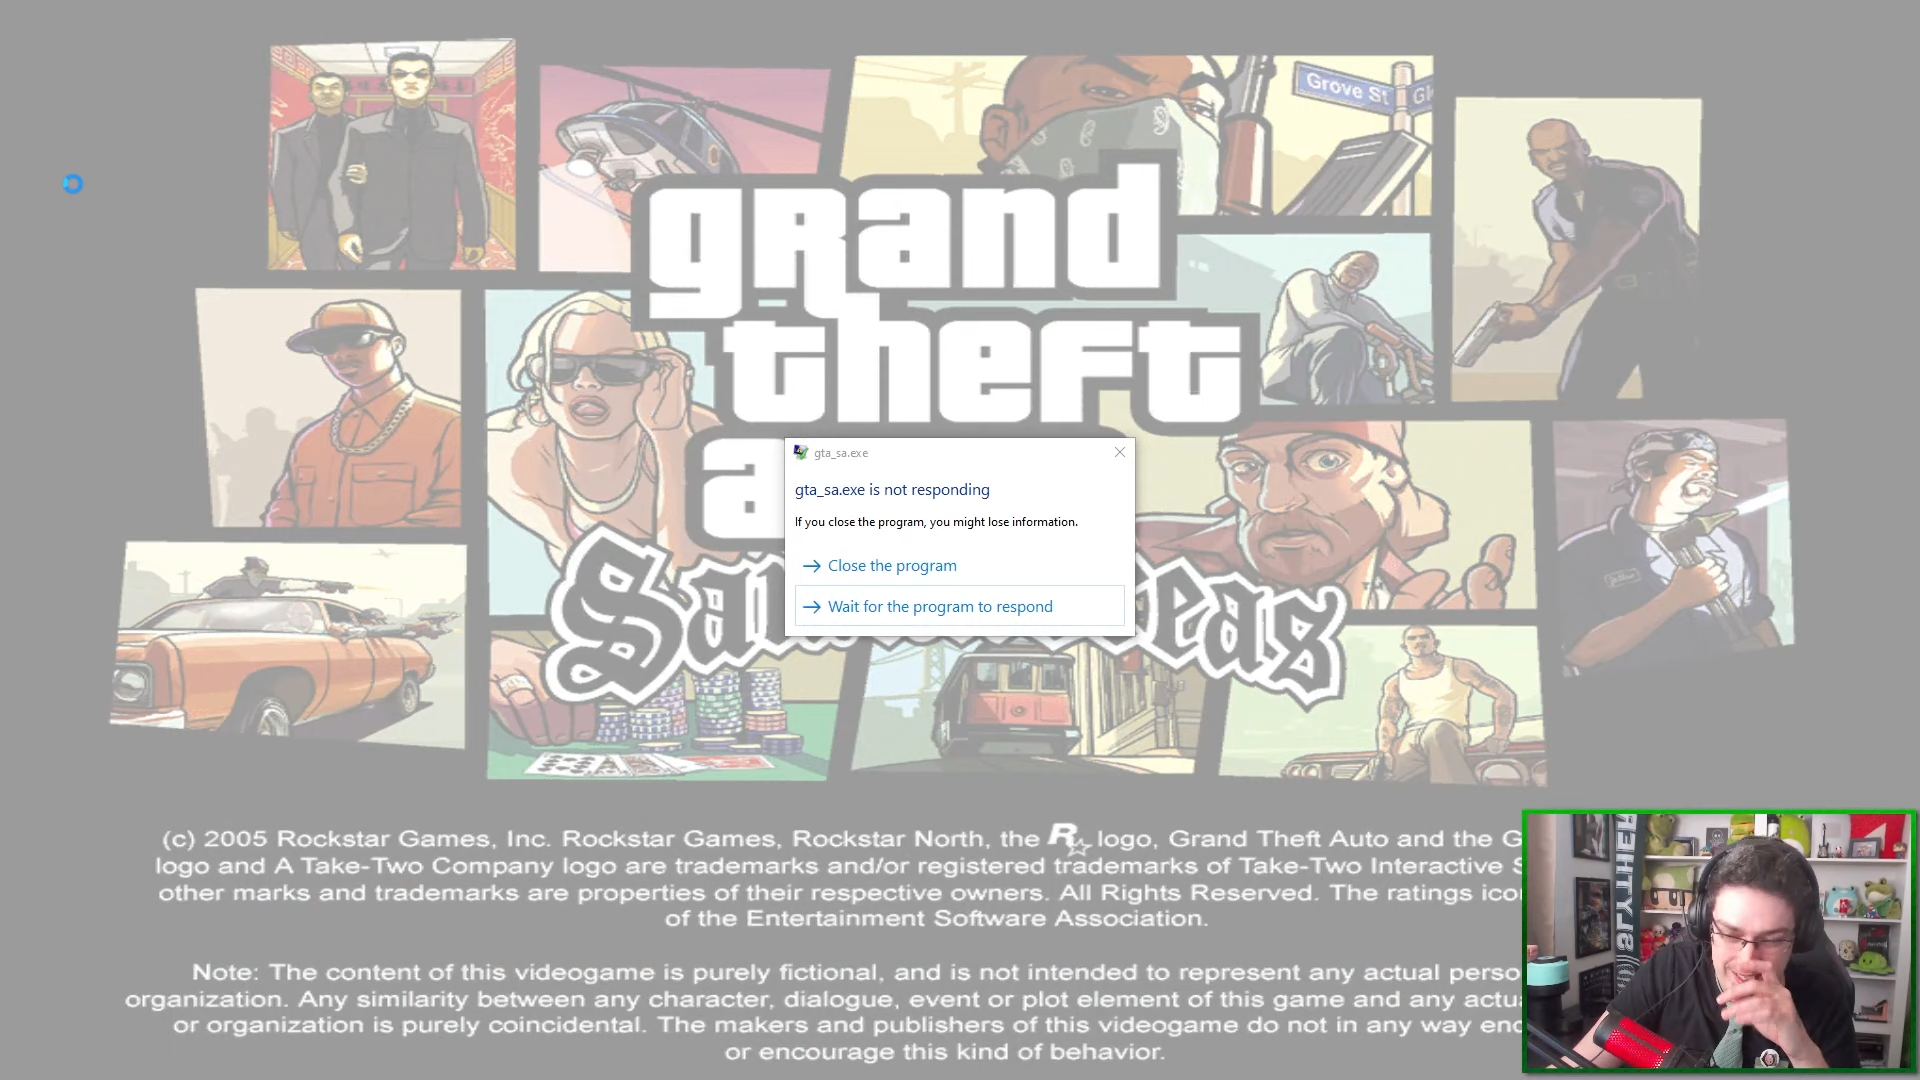 Grove St
grand
theft
a
San
eas
gta_sa.exe
gta_sa.exe is not responding
If you close the program, you might lose information.
Close the program
Wait for the program to respond
(c) 2005 Rockstar Games, Inc. Rockstar Games, Rockstar North, the R logo, Grand Theft Auto and the G
logo and A Take-Two Company logo are trademarks and/or registered trademarks of Take-Two Interactive S
other marks and trademarks are properties of their respective owners. All Rights Reserved. The ratings ico
of the Entertainment Software Association.
Note: The content of this videogame is purely fictional, and is not intended to represent any actual perso
organization. Any similarity between any character, dialogue, event or plot element of this game and any actu
or organization is purely coincidental. The makers and publishers of this videogame do not in any way en
or encourage this kind of behavior.